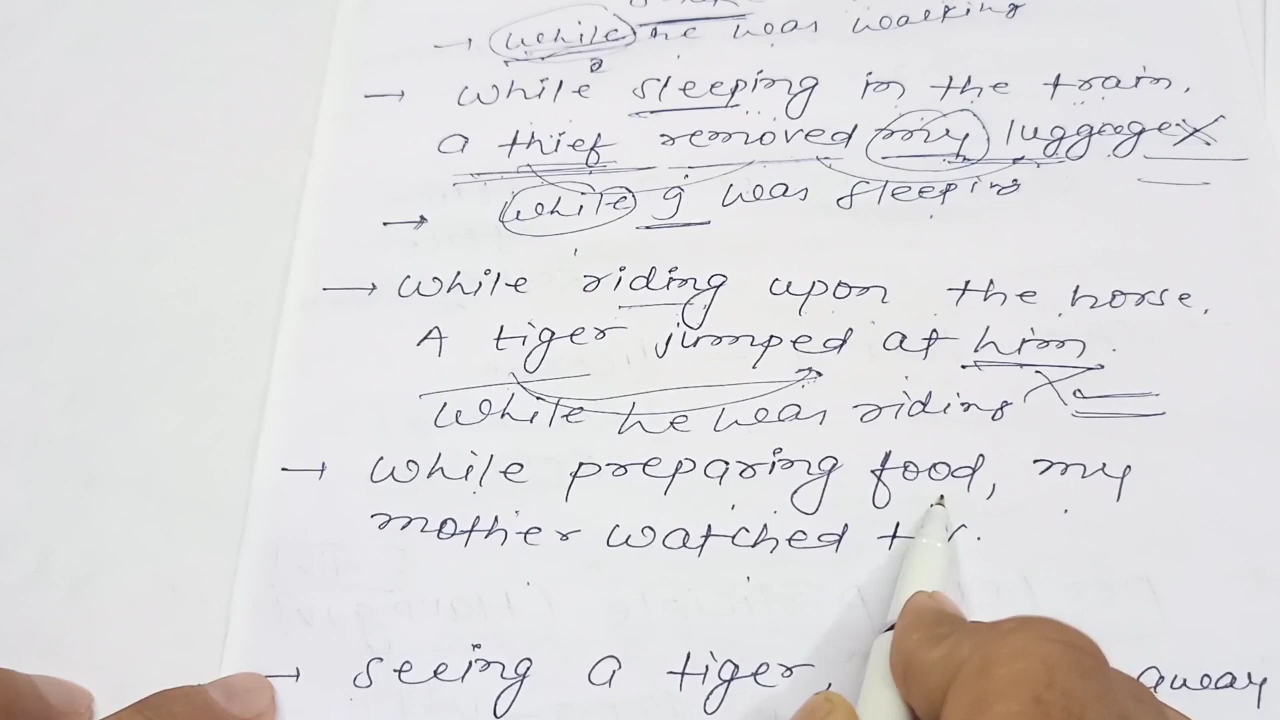 → while he was walking
→ while sleeping in the train,
a thief removed my luggage X
→ while I was sleeping
→ while riding upon the horse,
A tiger jumped at him. X
while he was riding
→ while preparing food, my
mother watched
→ seeing a tiger, away